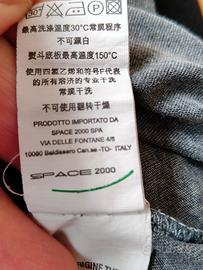 30°
最高洗涤温度30°C常规程序
不可漂白
熨斗底板最高温度150°C
使用四氯乙烯和符号F代表
的所有溶剂的专业干洗
常规干洗
不可使用翻转干燥
PRODOTTO IMPORTATO DA
SPACE 2000 SPA
VIA DELLE FONTANE 4/6
10090 Baldissero Can.se -TO- ITALY
SPACE 2000